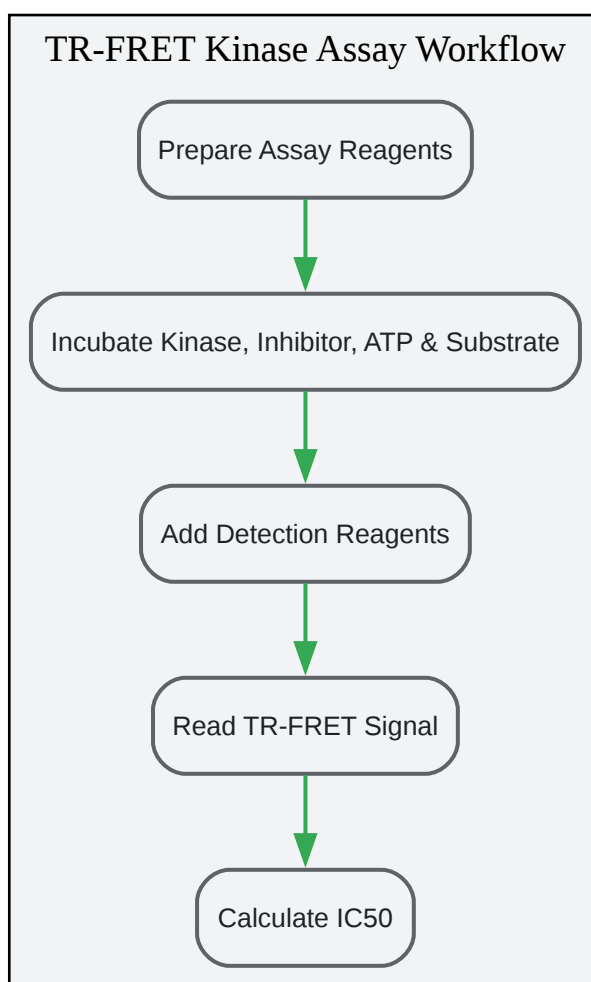 TR-FRET Kinase Assay Workflow
Prepare Assay Reagents
Incubate Kinase, Inhibitor, ATP & Substrate
Add Detection Reagents
Read TR-FRET Signal
Calculate IC50